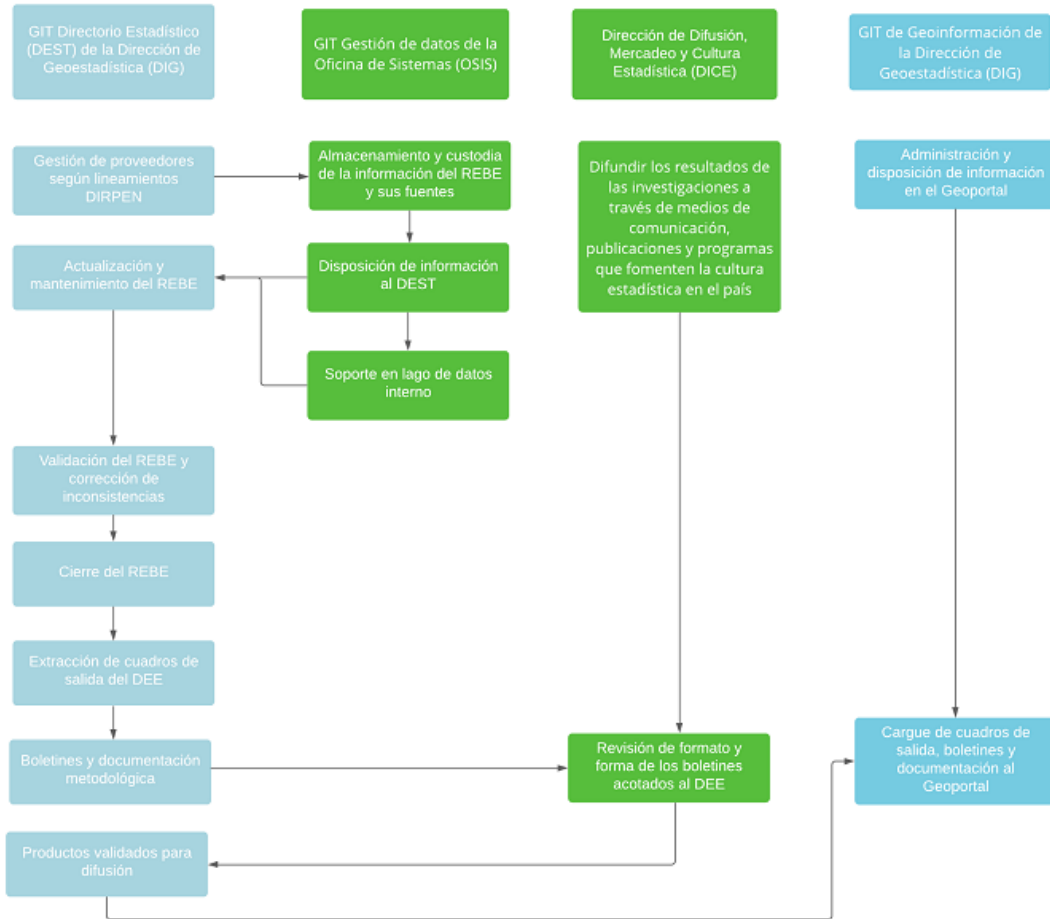 GIT Directorio Estadístico
(DEST) de la Dirección de
Geoestadística (DIG)
GIT Gestión de datos de la
Oficina de Sistemas (OSIS)
Dirección de Difusión,
Mercadeo y Cultura
Estadística (DICE)
GIT de Geoinformación de
la Dirección de
Geoestadística (DIG)
Gestión de proveedores
según lineamientos
DIRPEN
Almacenamiento y custodia
de la información del REBE
y sus fuentes
Difundir los resultados de
las investigaciones a
través de medios de
comunicación,
publicaciones y programas
que fomenten la cultura
estadística en el país
Administración y
disposición de información
en el Geoportal
Actualización y
mantenimiento del REBE
Disposición de información
al DEST
Soporte en lago de datos
interno
Validación del REBE y
corrección de
inconsistencias
Cierre del REBE
Extracción de cuadros de
salida del DEE
Boletines y documentación
metodológica
Revisión de formato y
forma de los boletines
acotados al DEE
Cargue de cuadros de
salida, boletines y
documentación al
Geoportal
Productos validados para
difusión